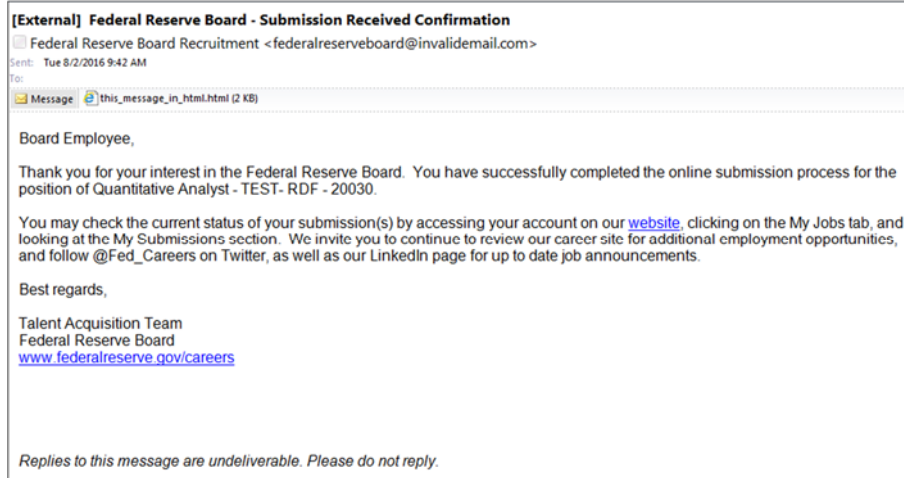 [External] Federal Reserve Board - Submission Received Confirmation
Federal Reserve Board Recruitment <federalreserveboard@invalidemail.com>
Sent: Tue 8/2/2016 9:42 AM
To:
Message this_message_in_html.html (2 KB)
Board Employee,
Thank you for your interest in the Federal Reserve Board. You have successfully completed the online submission process for the
position of Quantitative Analyst - TEST- RDF - 20030.
You may check the current status of your submission(s) by accessing your account on our website, clicking on the My Jobs tab, and
looking at the My Submissions section. We invite you to continue to review our career site for additional employment opportunities,
and follow @Fed_Careers on Twitter, as well as our LinkedIn page for up to date job announcements.
Best regards,
Talent Acquisition Team
Federal Reserve Board
www.federalreserve.gov/careers
Replies to this message are undeliverable. Please do not reply.